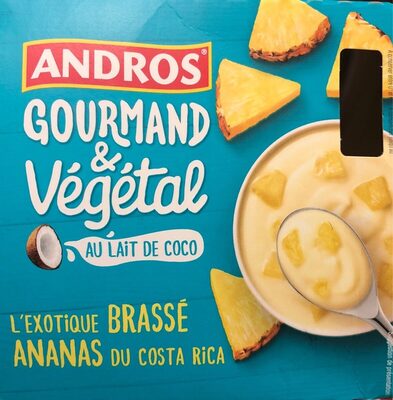 ANDROS®
GOURMAND
& Végétal
AU LAIT DE COCO
L'EXOTIQUE BRASSÉ
ANANAS DU COSTA RICA